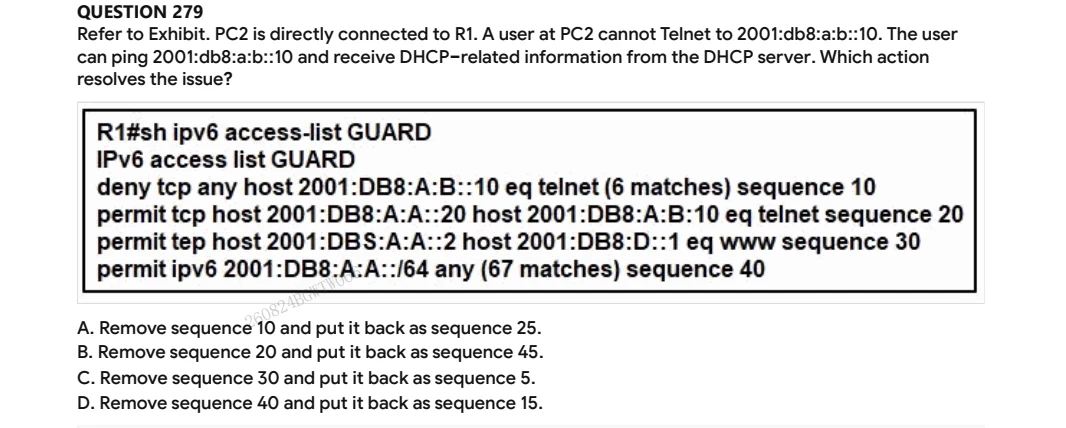 QUESTION 279
Refer to Exhibit. PC2 is directly connected to R1. A user at PC2 cannot Telnet to 2001:db8:a:b::10. The user
can ping 2001:db8:a:b::10 and receive DHCP-related information from the DHCP server. Which action
resolves the issue?
R1#sh ipv6 access-list GUARD
IPv6 access list GUARD
deny tcp any host 2001:DB8:A:B::10 eq telnet (6 matches) sequence 10
permit tcp host 2001:DB8:A:A::20 host 2001:DB8:A:B:10 eq telnet sequence 20
permit tep host 2001:DBS:A:A::2 host 2001:DB8:D::1 eq www sequence 30
permit ipv6 2001:DB8:A:A::/64 any (67 matches) sequence 40
A. Remove sequence 10 and put it back as sequence 25.
B. Remove sequence 20 and put it back as sequence 45.
C. Remove sequence 30 and put it back as sequence 5.
D. Remove sequence 40 and put it back as sequence 15.